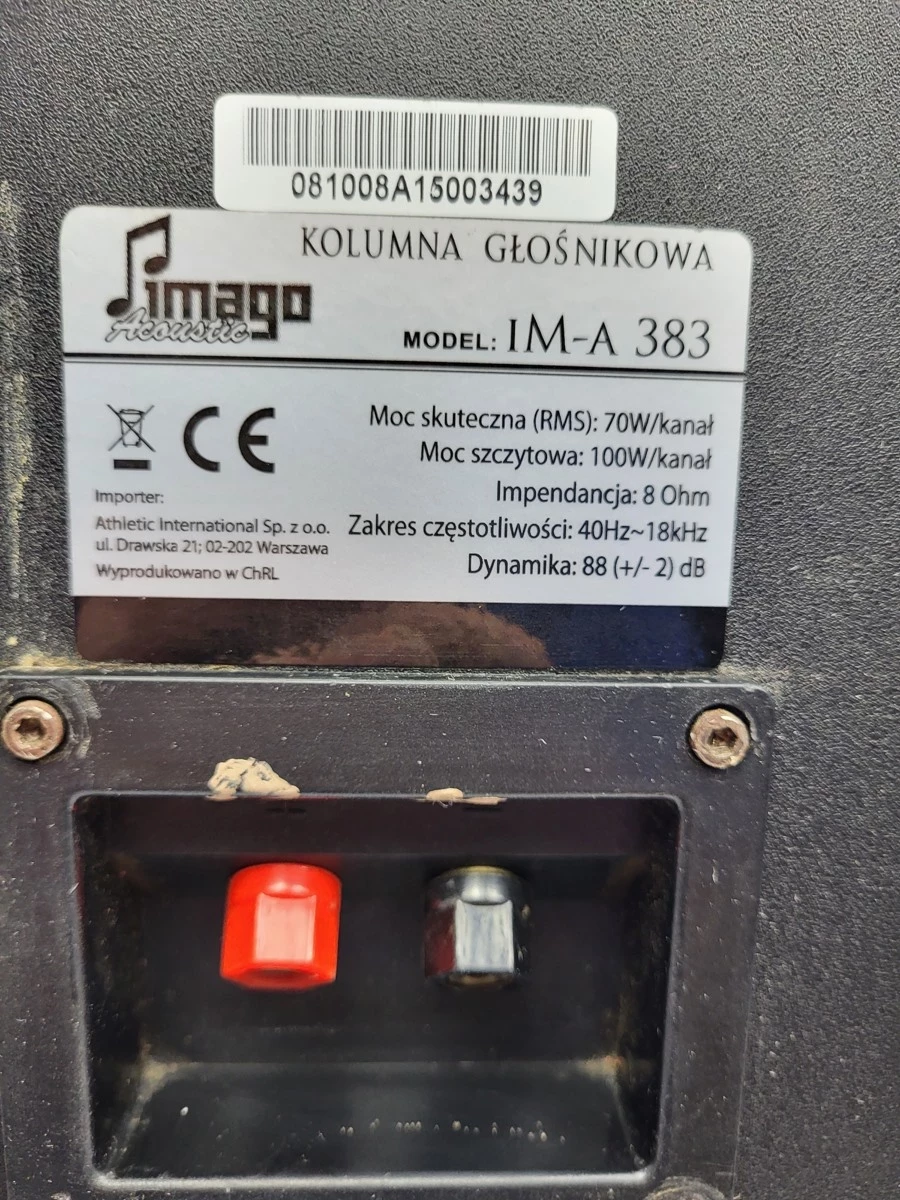 081008A15003439
KOLUMNA GŁOŚNIKOWA
imago
Acoustic
MODEL: IM-A 383
CE
Moc skuteczna (RMS): 70W/kanał
Moc szczytowa: 100W/kanał
Impendancja: 8 Ohm
Zakres częstotliwości: 40Hz~18kHz
Dynamika: 88 (+/- 2) dB
Importer:
Athletic International Sp. z o.o.
ul. Drawska 21; 02-202 Warszawa
Wyprodukowano w ChRL